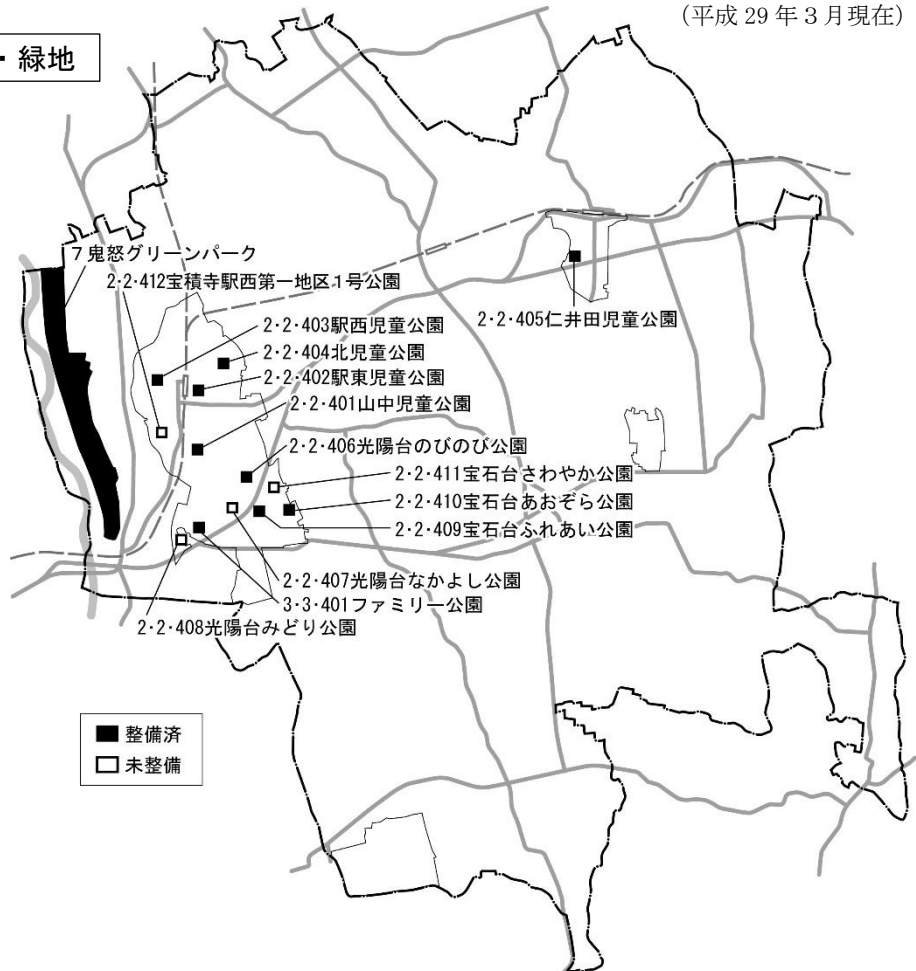 (平成 29 年 3 月現在)
・緑地
7 鬼怒グリーンパーク
2・2・412宝積寺駅西第一地区1号公園
2・2・403駅西児童公園
2・2・404北児童公園
2・2・402駅東児童公園
2・2・401山中児童公園
2・2・405仁井田児童公園
2・2・406光陽台のびのび公園
2・2・411宝石台さわやか公園
2・2・410宝石台あおぞら公園
2・2・409宝石台ふれあい公園
2・2・407光陽台なかよし公園
3・3・401ファミリー公園
2・2・408光陽台みどり公園
■ 整備済
□ 未整備